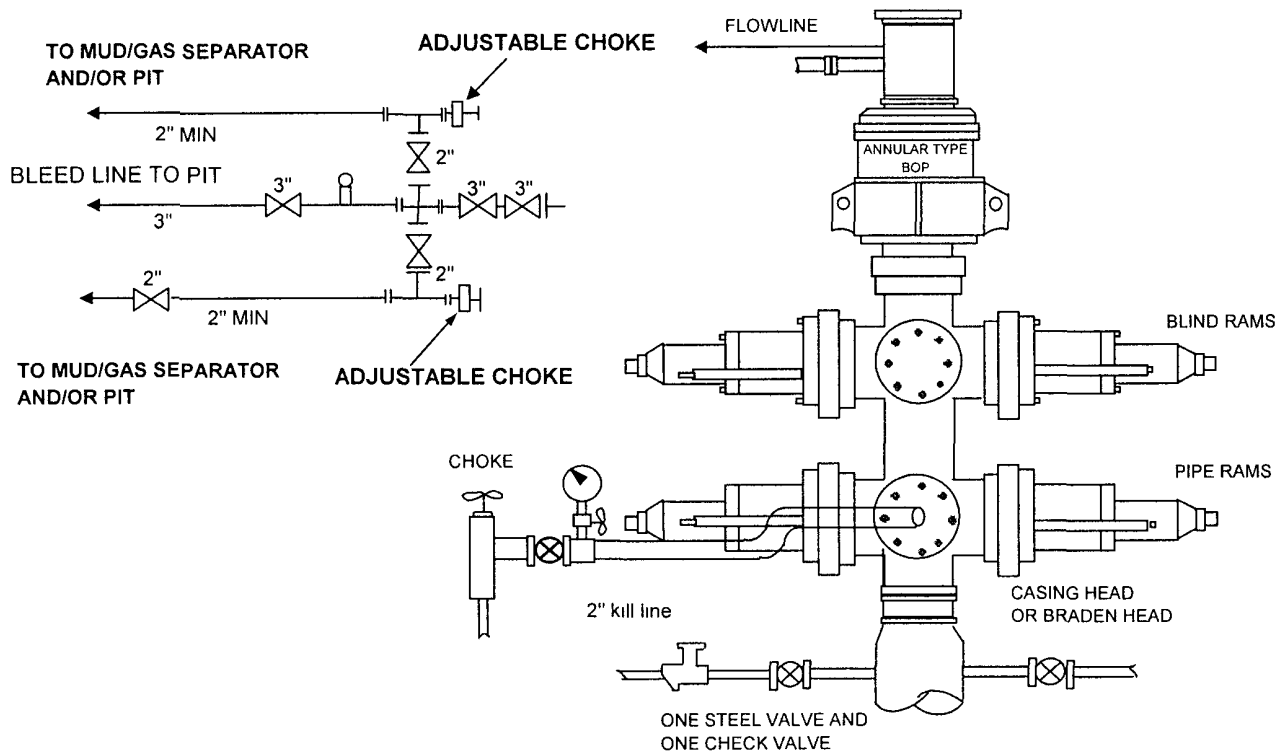 TO MUD/GAS SEPARATOR
AND/OR PIT
ADJUSTABLE CHOKE
2" MIN
2"
BLEED LINE TO PIT
3"
3"
3"
3"
2"
2"
2" MIN
TO MUD/GAS SEPARATOR
AND/OR PIT
ADJUSTABLE CHOKE
FLOWLINE
ANNULAR TYPE
BOP
BLIND RAMS
PIPE RAMS
CHOKE
2" kill line
CASING HEAD
OR BRADEN HEAD
ONE STEEL VALVE AND
ONE CHECK VALVE